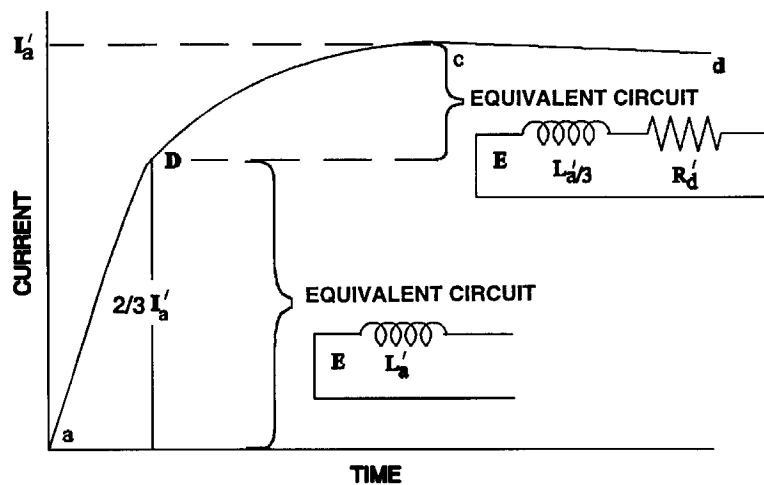 I'a
c
d
EQUIVALENT CIRCUIT
E
L'a/3
R'd
D
CURRENT
2/3 I'a
EQUIVALENT CIRCUIT
E
L'a
a
TIME